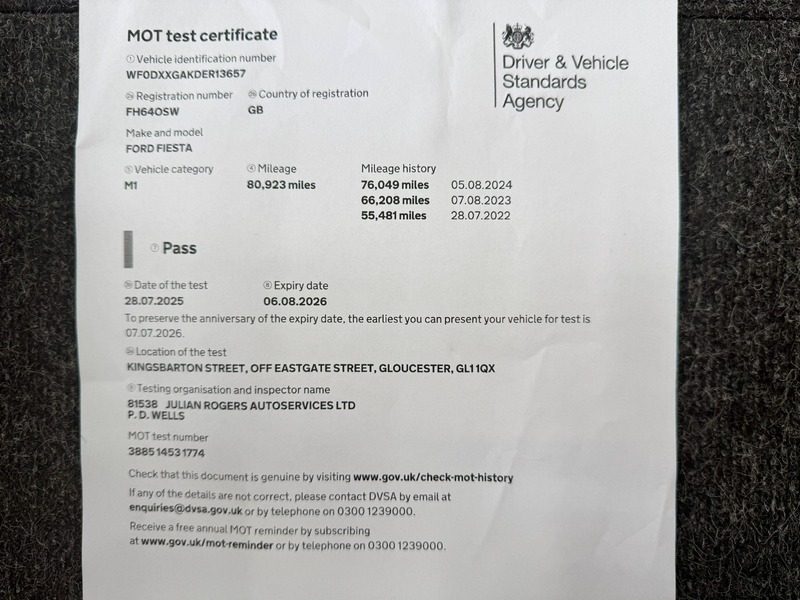 MOT test certificate
Driver & Vehicle
Standards
Agency
Vehicle identification number
WF0DXXGAKDER13657
Registration number
Country of registration
FH64OSW
GB
Make and model
FORD FIESTA
Vehicle category
Mileage
Mileage history
M1
80,923 miles
76,049 miles 05.08.2024
66,208 miles 07.08.2023
55,481 miles 28.07.2022
Pass
Date of the test
Expiry date
28.07.2025
06.08.2026
To preserve the anniversary of the expiry date, the earliest you can present your vehicle for test is
07.07.2026.
Location of the test
KINGSBARTON STREET, OFF EASTGATE STREET, GLOUCESTER, GL1 1QX
Testing organisation and inspector name
81538 JULIAN ROGERS AUTOSERVICES LTD
P. D. WELLS
MOT test number
3885 1453 1774
Check that this document is genuine by visiting www.gov.uk/check-mot-history
If any of the details are not correct, please contact DVSA by email at
enquiries@dvsa.gov.uk or by telephone on 0300 1239000.
Receive a free annual MOT reminder by subscribing
at www.gov.uk/mot-reminder or by telephone on 0300 1239000.